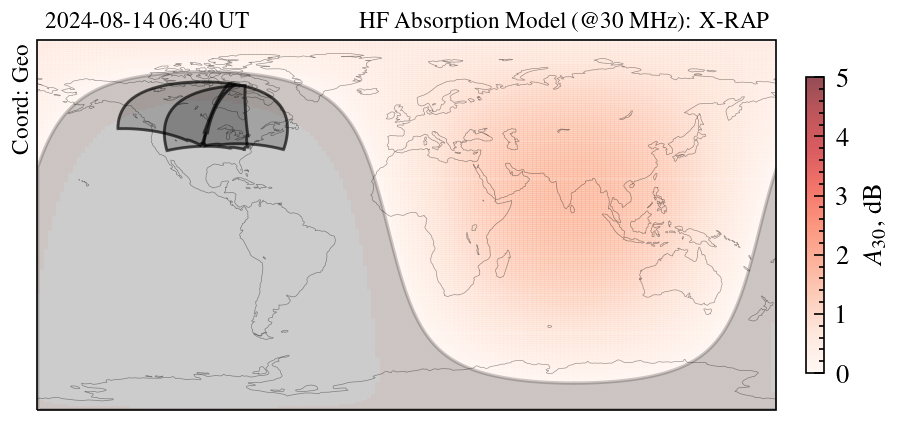 2024-08-14 06:40 UT
HF Absorption Model (@30 MHz): X-RAP
Coord: Geo
5
4
3
2
1
0
A30, dB